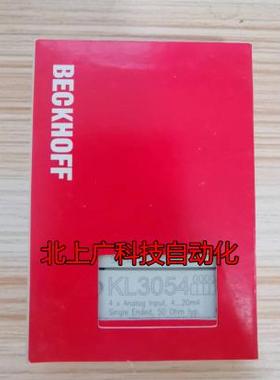 BECKHOFF
北上广科技自动化
KL3054
4 x Analog Input, 4...20mA
Single Ended, 50 Ohm typ.